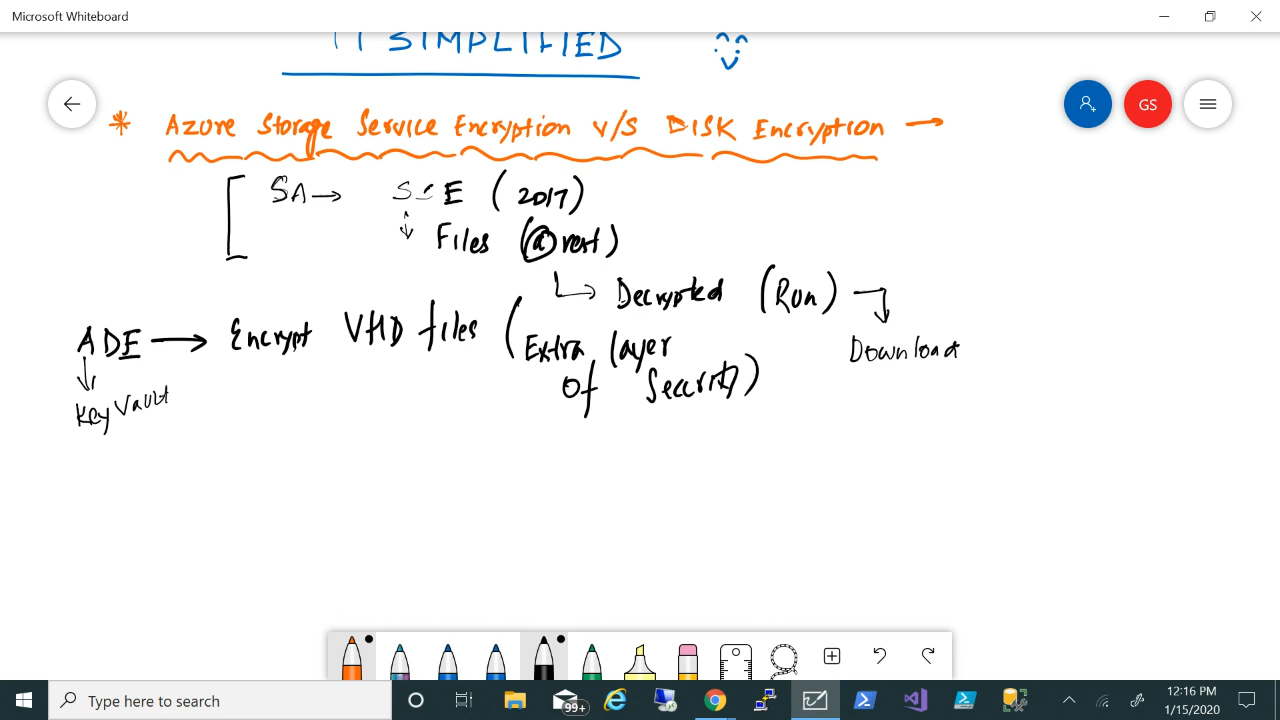 Microsoft Whiteboard
IT SIMPLIFIED
* Azore Storage Service Encryption v/s DISK Encryption →
SA → SSE (2017)
GS
Files (@ rest)
Decrypted (Run)
ADE → Encrypt VHD files (Extra layer
Of Security)
Download
Key Vault
Type here to search
99+
12:16 PM
1/15/2020